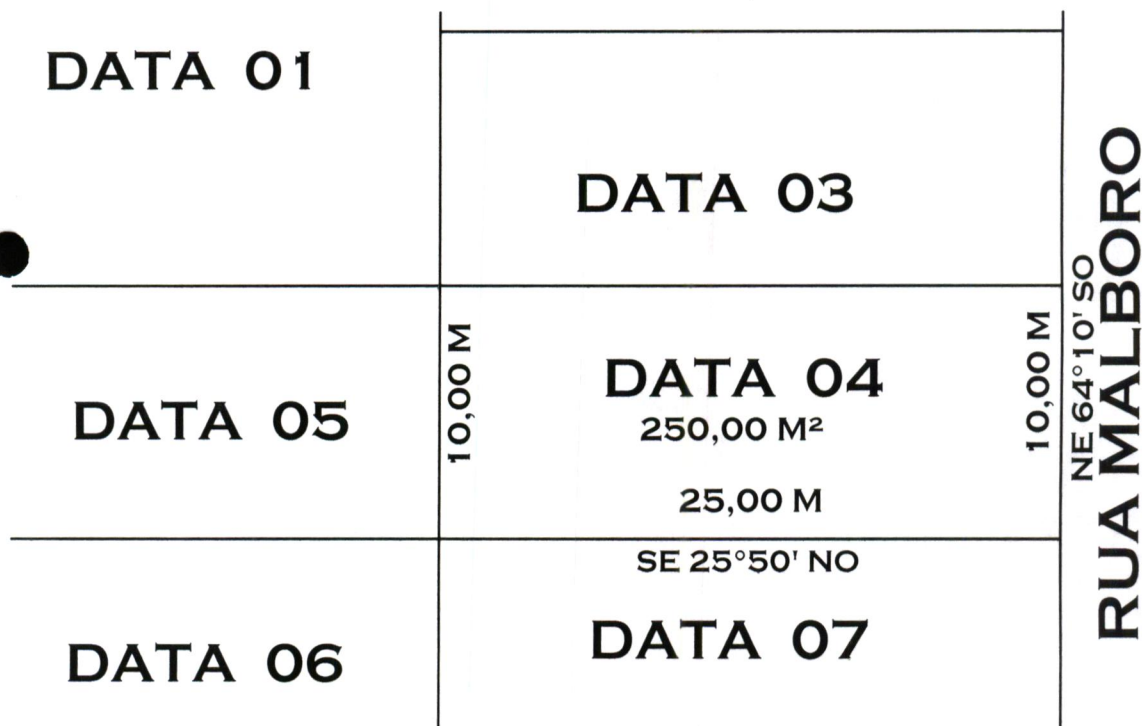 DATA 01
DATA 03
DATA 05
10,00 M
DATA 04
250,00 M²
25,00 M
10,00 M
NE 64°10' SO
RUA MALBORO
SE 25°50' NO
DATA 06
DATA 07